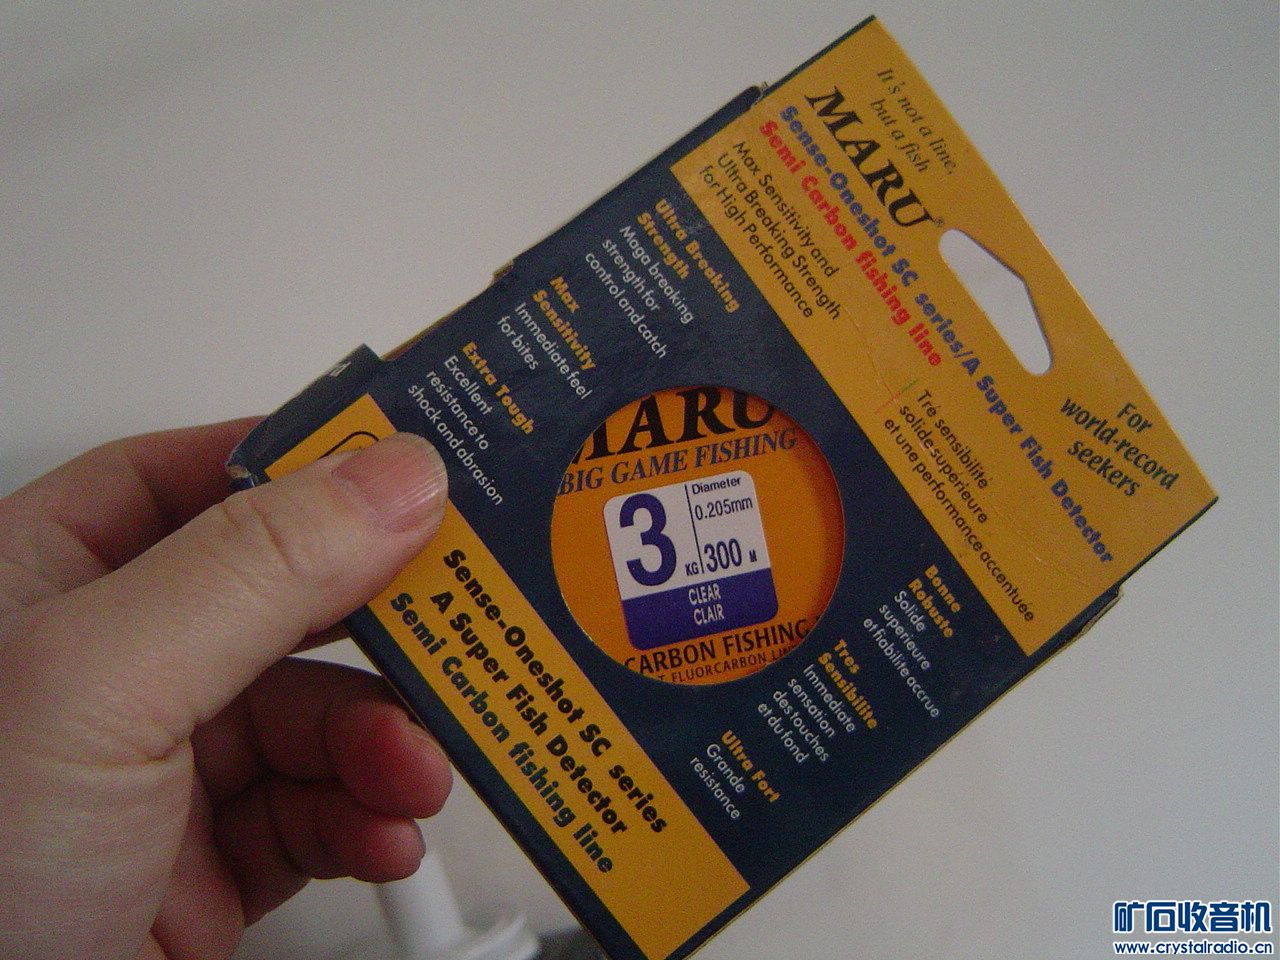 It's not a line,
but a fish
MARU®
Sense-Oneshot SC series/A Super Fish Detector
Semi Carbon fishing line
Max Sensitivity and
Ultra Breaking Strength
for High Performance
Tré sensibilite
solide superieure
et une performance accentuee
For
world-record
seekers
Ultra Breaking
Strength
Maga breaking
strength for
control and catch
Max
Sensitivity
Immediate feel
for bites
Extra Tough
Excellent
resistance to
shock and abrasion
MARU
BIG GAME FISHING
3 KG
Diameter
0.205mm
300 M
CLEAR
CLAIR
CARBON FISHING
FLUORCARBON
Bonne
Robuste
Solide
superieure
et fiabilite accrue
Tres
Sensibilite
Immediate
sensation
des touches
et du fond
Ultra Fort
Grande
resistance
Sense-Oneshot SC series
A Super Fish Detector
Semi Carbon fishing line
矿石收音机
www.crystalradio.cn